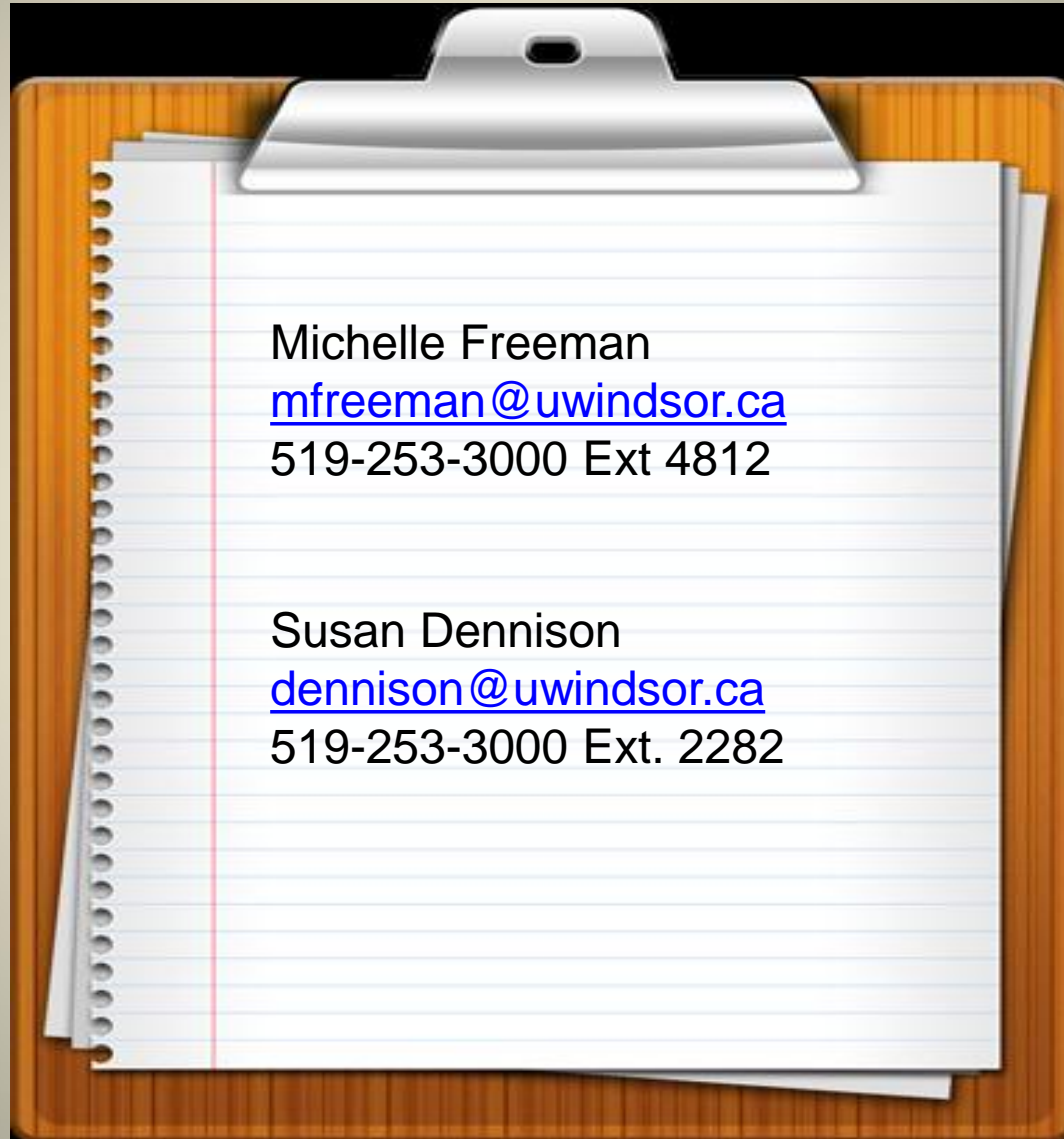 Michelle Freeman
mfreeman@uwindsor.ca
519-253-3000 Ext 4812
Susan Dennison
dennison@uwindsor.ca
519-253-3000 Ext. 2282